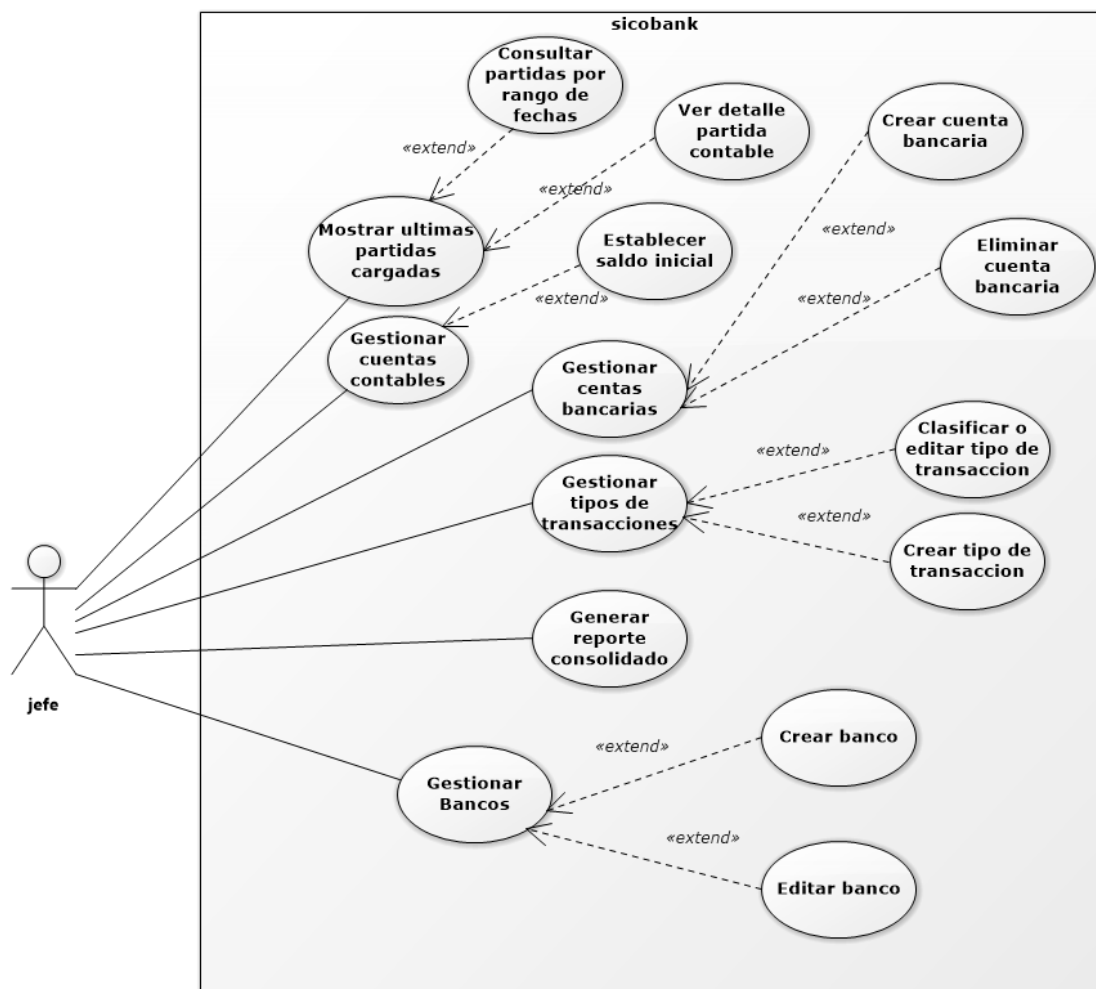 sicobank
Consultar
partidas por
rango de
fechas
Ver detalle
partida
contable
Crear cuenta
bancaria
«extend»
«extend»
Mostrar ultimas
partidas
cargadas
Establecer
saldo inicial
«extend»
Eliminar
cuenta
bancaria
«extend»
«extend»
Gestionar
cuentas
contables
Gestionar
centas
bancarias
Clasificar o
editar tipo de
transaccion
«extend»
Gestionar
tipos de
transacciones
«extend»
Crear tipo de
transaccion
Generar
reporte
consolidado
jefe
Crear banco
«extend»
Gestionar
Bancos
«extend»
Editar banco